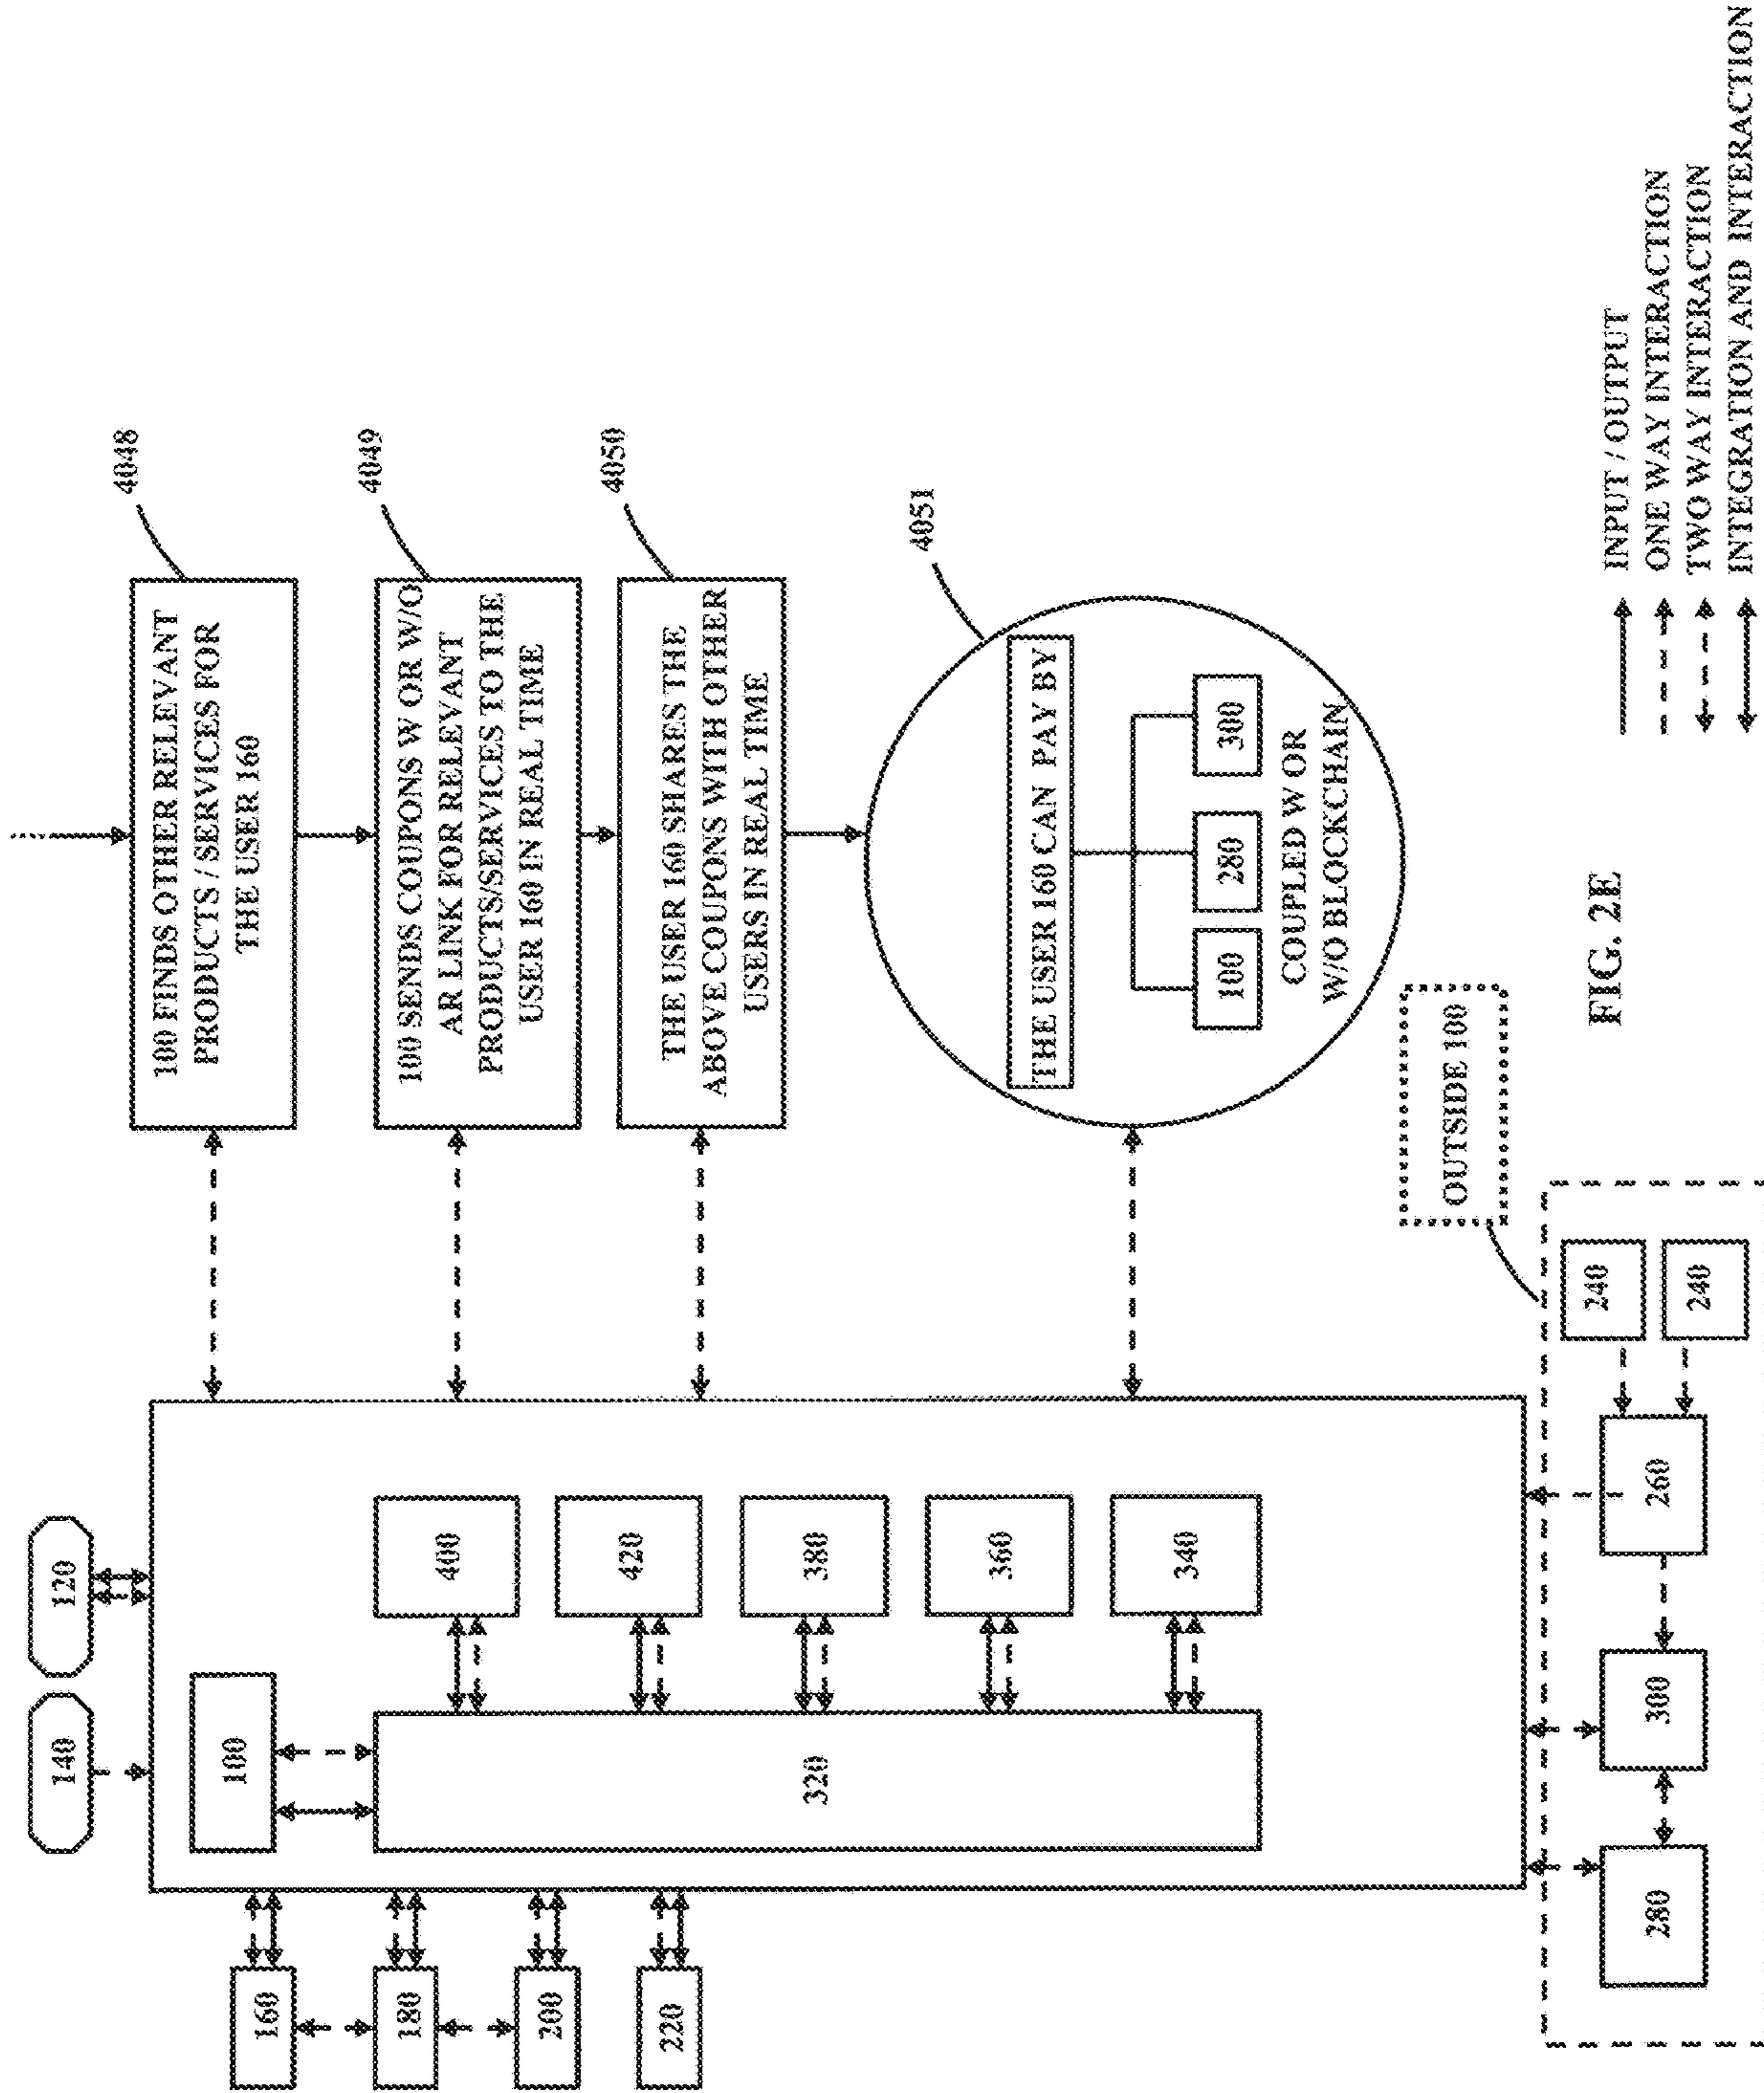 140
120
100
320
400
420
380
360
340
160
180
200
220
4048
100 FINDS OTHER RELEVANT
PRODUCTS / SERVICES FOR
THE USER 160
4049
100 SENDS COUPONS W OR W/O
AR LINK FOR RELEVANT
PRODUCTS/SERVICES TO THE
USER 160 IN REAL TIME
4050
THE USER 160 SHARES THE
ABOVE COUPONS WITH OTHER
USERS IN REAL TIME
4051
THE USER 160 CAN PAY BY
100
280
300
COUPLED W OR
W/O BLOCKCHAIN
OUTSIDE 100
280
300
260
240
240
FIG. 2E
INPUT / OUTPUT
ONE WAY INTERACTION
TWO WAY INTERACTION
INTEGRATION AND INTERACTION